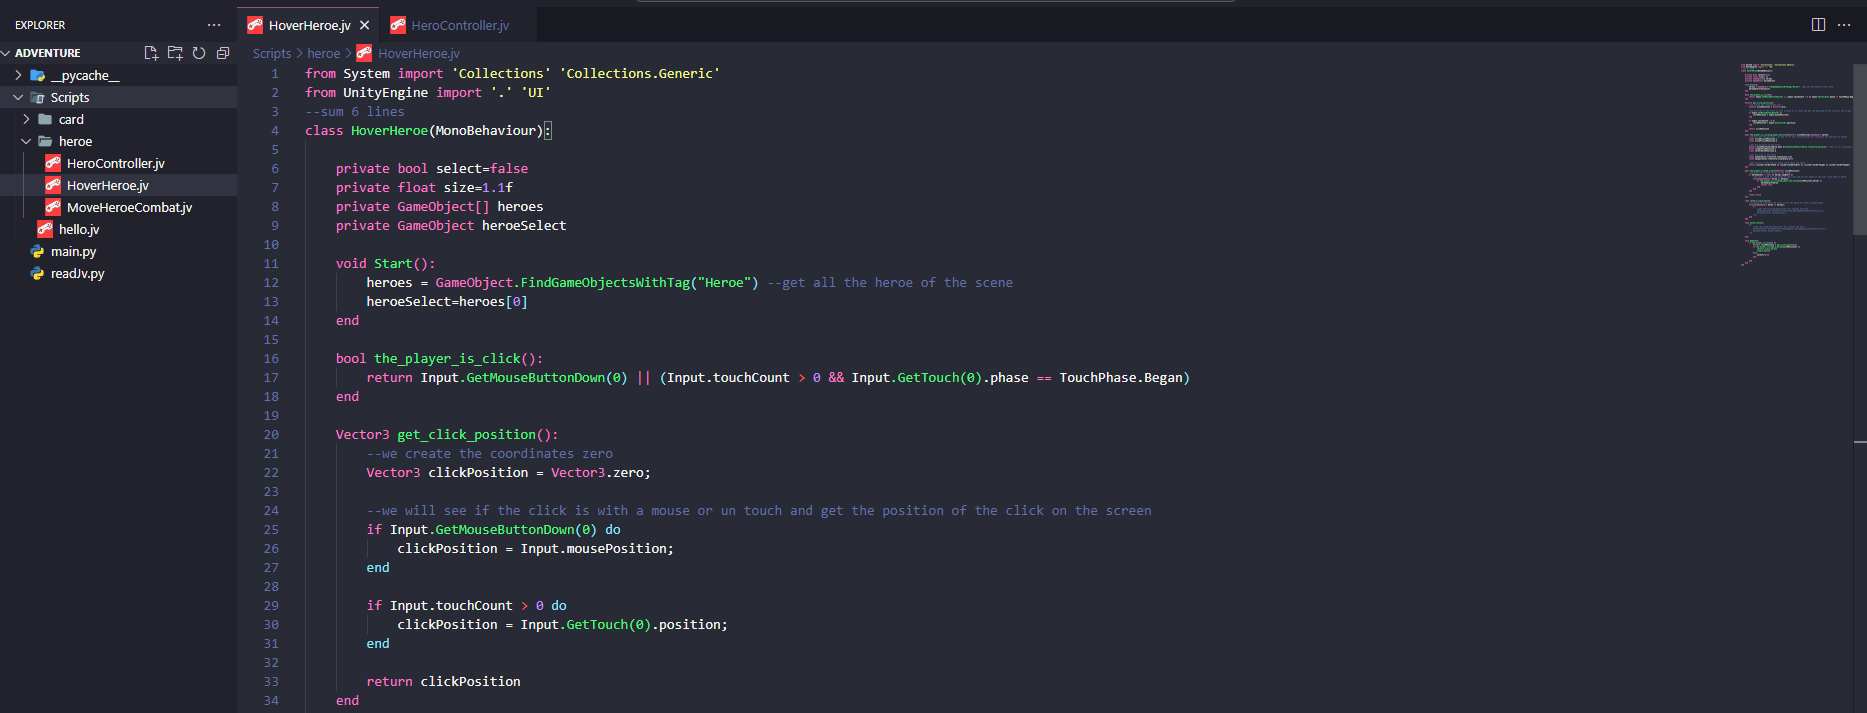 EXPLORER
ADVENTURE
__pycache__
Scripts
card
heroe
HeroController.jv
HoverHeroe.jv
MoveHeroeCombat.jv
hello.jv
main.py
readJv.py
HoverHeroe.jv
HeroController.jv
Scripts > heroe > HoverHeroe.jv
1 from System import 'Collections' 'Collections.Generic'
2 from UnityEngine import '.' 'UI'
3 --sum 6 lines
4 class HoverHeroe(MonoBehaviour):
5
6 private bool select=false
7 private float size=1.1f
8 private GameObject[] heroes
9 private GameObject heroeSelect
10
11 void Start():
12 heroes = GameObject.FindGameObjectsWithTag("Heroe") --get all the heroe of the scene
13 heroeSelect=heroes[0]
14 end
15
16 bool the_player_is_click():
17 return Input.GetMouseButtonDown(0) || (Input.touchCount > 0 && Input.GetTouch(0).phase == TouchPhase.Began)
18 end
19
20 Vector3 get_click_position():
21 --we create the coordinates zero
22 Vector3 clickPosition = Vector3.zero;
23
24 --we will see if the click is with a mouse or un touch and get the position of the click on the screen
25 if Input.GetMouseButtonDown(0) do
26 clickPosition = Input.mousePosition;
27 end
28
29 if Input.touchCount > 0 do
30 clickPosition = Input.GetTouch(0).position;
31 end
32
33 return clickPosition
34 end